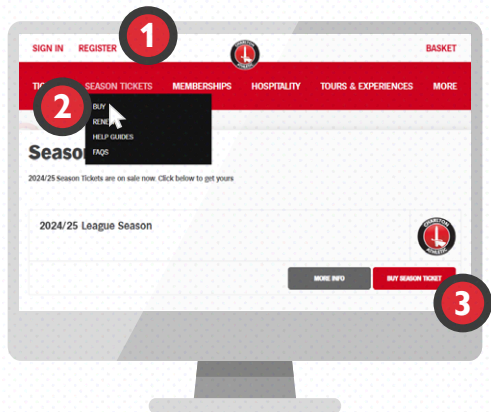 1
SIGN IN REGISTER BASKET
SEASON TICKETS MEMBERSHIPS HOSPITALITY TOURS & EXPERIENCES MORE
2
BUY
HELP GUIDES
FAQS
2024/25 Season Tickets are on sale now. Click below to get yours
2024/25 League Season
CHARLTON
ATHLETIC
MORE INFO BUY SEASON TICKET
3